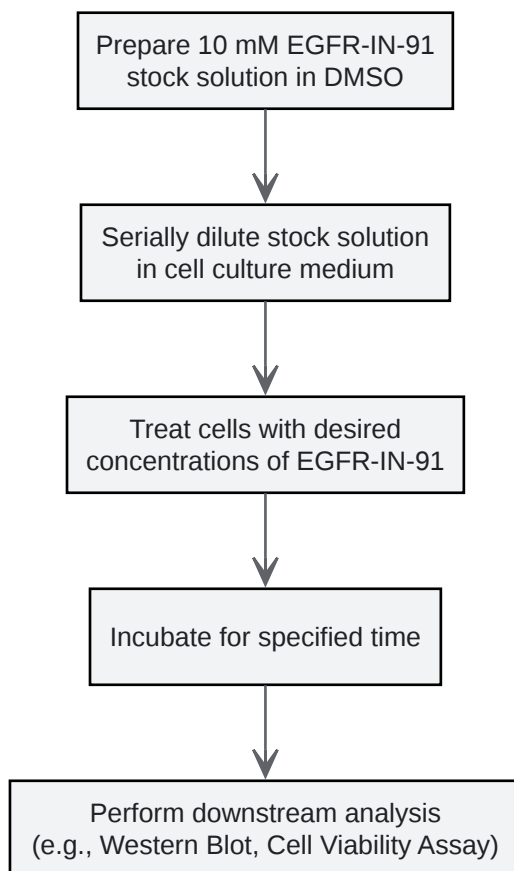 Prepare 10 mM EGFR-IN-91
stock solution in DMSO
Serially dilute stock solution
in cell culture medium
Treat cells with desired
concentrations of EGFR-IN-91
Incubate for specified time
Perform downstream analysis
(e.g., Western Blot, Cell Viability Assay)